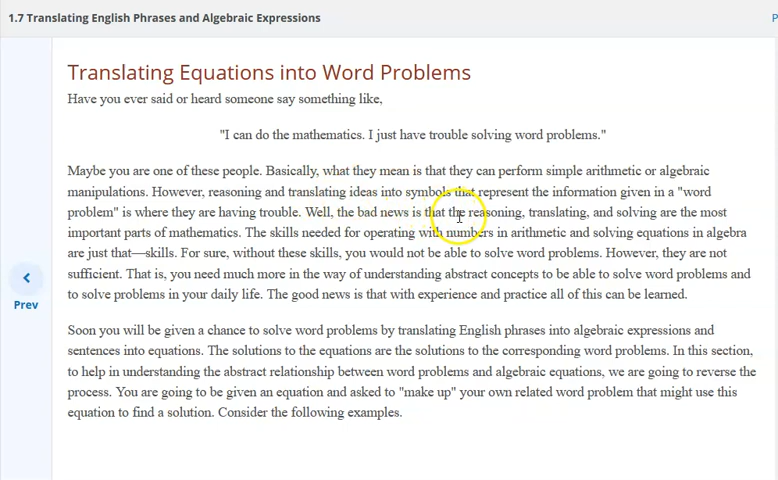 1.7 Translating English Phrases and Algebraic Expressions
P
Translating Equations into Word Problems
Have you ever said or heard someone say something like,
"I can do the mathematics. I just have trouble solving word problems."
Maybe you are one of these people. Basically, what they mean is that they can perform simple arithmetic or algebraic
manipulations. However, reasoning and translating ideas into symbols that represent the information given in a "word
problem" is where they are having trouble. Well, the bad news is that the reasoning, translating, and solving are the most
important parts of mathematics. The skills needed for operating with numbers in arithmetic and solving equations in algebra
are just that—skills. For sure, without these skills, you would not be able to solve word problems. However, they are not
sufficient. That is, you need much more in the way of understanding abstract concepts to be able to solve word problems and
to solve problems in your daily life. The good news is that with experience and practice all of this can be learned.
Prev
Soon you will be given a chance to solve word problems by translating English phrases into algebraic expressions and
sentences into equations. The solutions to the equations are the solutions to the corresponding word problems. In this section,
to help in understanding the abstract relationship between word problems and algebraic equations, we are going to reverse the
process. You are going to be given an equation and asked to "make up" your own related word problem that might use this
equation to find a solution. Consider the following examples.